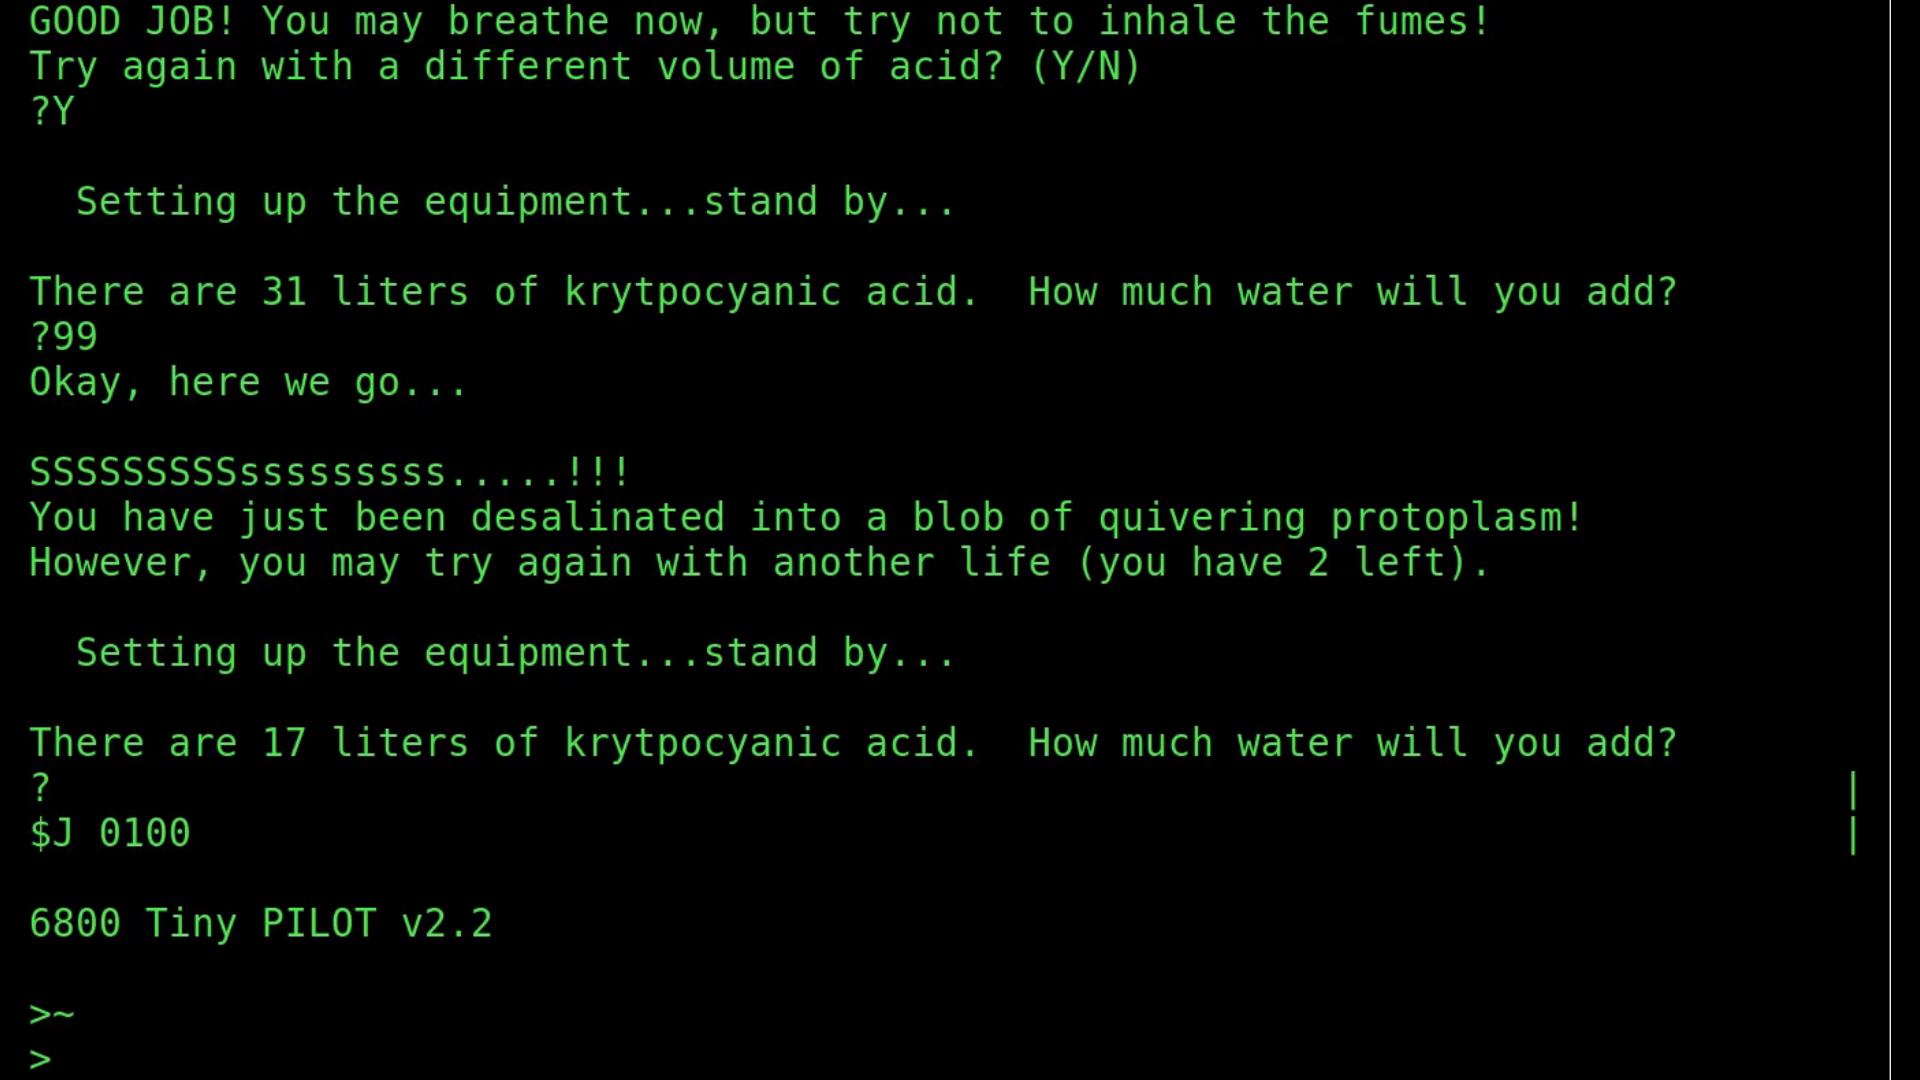 GOOD JOB! You may breathe now, but try not to inhale the fumes!
Try again with a different volume of acid? (Y/N)
?Y
Setting up the equipment...stand by...
There are 31 liters of krytpocyanic acid.  How much water will you add?
?99
Okay, here we go...
SSSSSSSSSsssssssss.....!!!
You have just been desalinated into a blob of quivering protoplasm!
However, you may try again with another life (you have 2 left).
Setting up the equipment...stand by...
There are 17 liters of krytpocyanic acid.  How much water will you add?
? |
$J 0100 |
6800 Tiny PILOT v2.2
>~
>